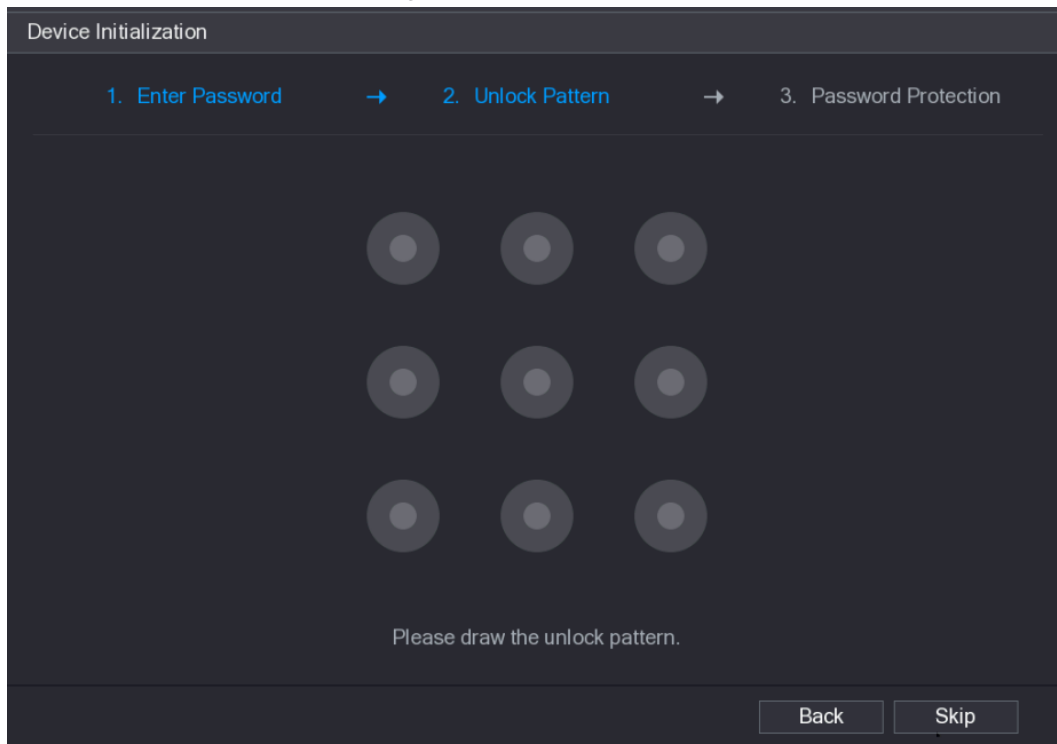 Device Initialization
1. Enter Password → 2. Unlock Pattern → 3. Password Protection
Please draw the unlock pattern.
Back Skip